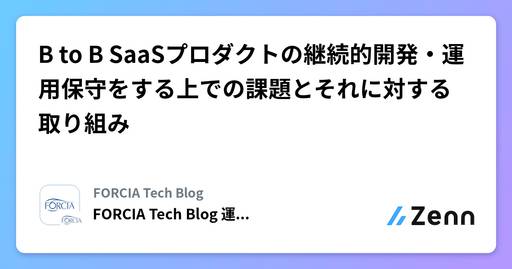 B to B SaaSプロダクトの継続的開発・運
用保守をする上での課題とそれに対する
取り組み
FORCIA
FORCIA
FORCIA Tech Blog
FORCIA Tech Blog 運...
Zenn